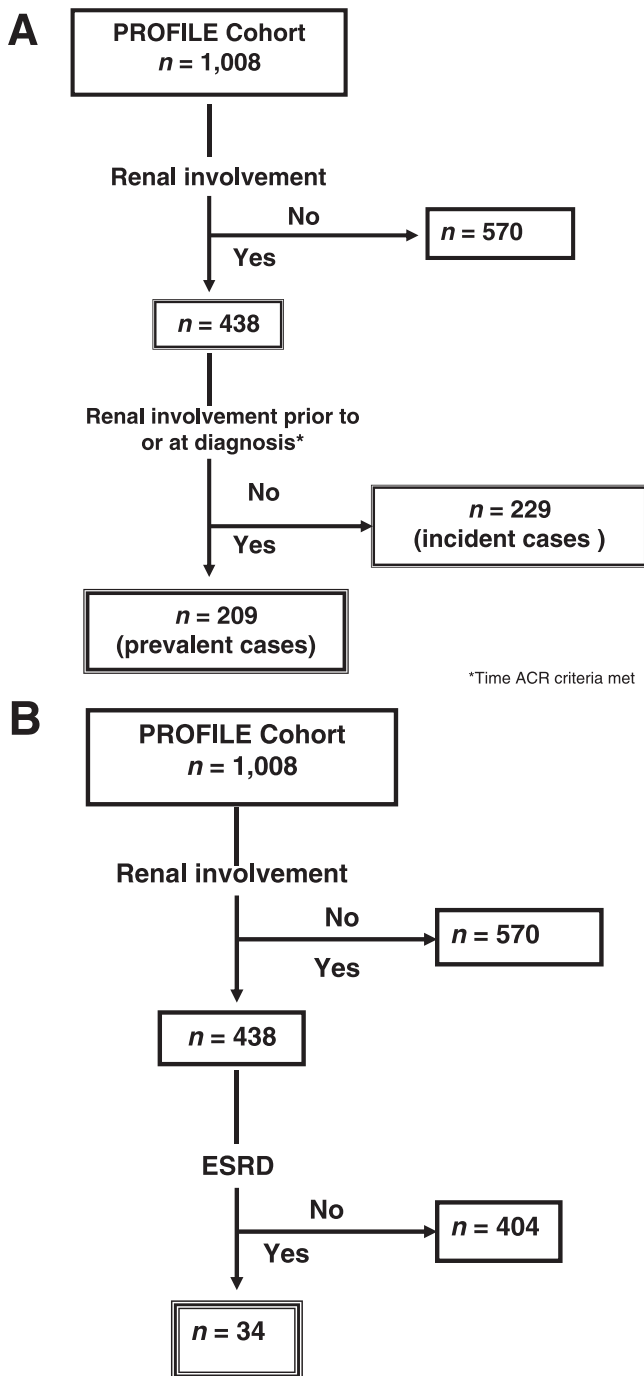 A
PROFILE Cohort
n = 1,008
Renal involvement
No
n = 570
Yes
n = 438
Renal involvement prior to
or at diagnosis*
No
n = 229
(incident cases )
Yes
n = 209
(prevalent cases)
*Time ACR criteria met
B
PROFILE Cohort
n = 1,008
Renal involvement
No
n = 570
Yes
n = 438
ESRD
No
n = 404
Yes
n = 34